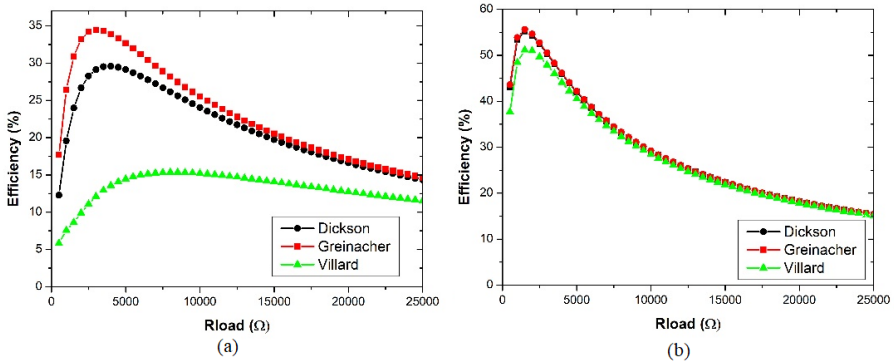 35
30
25
20
15
10
5
0
Efficiency (%)
Dickson
Greinacher
Villard
0 5000 10000 15000 20000 25000
Rload (Ω)
(a)
60
50
40
30
20
10
0
Efficiency (%)
Dickson
Greinacher
Villard
0 5000 10000 15000 20000 25000
Rload (Ω)
(b)